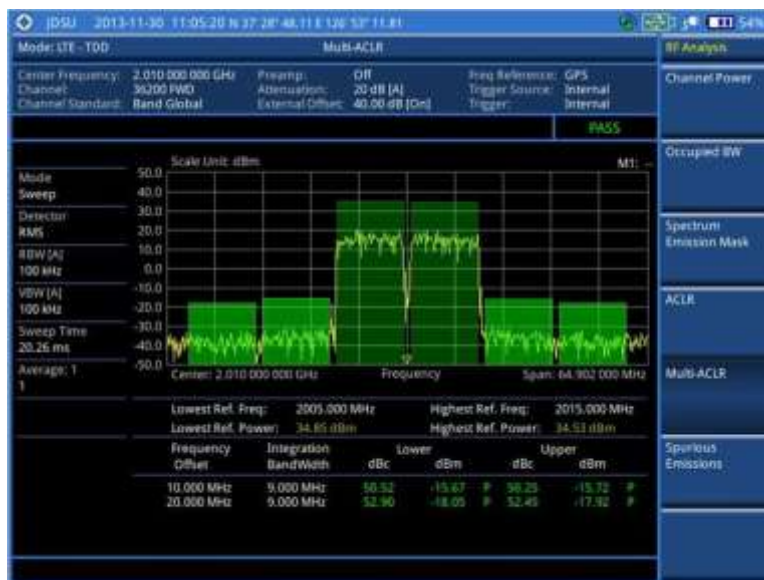 JDSU 2013-11-30 11:05:20 N 37° 28' 48.11 E 126° 53' 11.81 54%
Mode: LTE - TDD Multi-ACLR RF Analysis
Center Frequency: 2.010 000 000 GHz Preamp: Off Freq Reference: GPS
Channel: 36200 FWD Attenuation: 20 dB [A] Trigger Source: Internal
Channel Standard: Band Global External Offset: 40.00 dB [On] Trigger: Internal
Channel Power
PASS
Occupied BW
Scale Unit: dBm M1: --
Mode
Sweep
Detector
RMS
RBW [A]
100 kHz
VBW [A]
100 kHz
Sweep Time
20.26 ms
Average: 1
1
50.0
40.0
30.0
20.0
10.0
0.0
-10.0
-20.0
-30.0
-40.0
-50.0
Center: 2.010 000 000 GHz Frequency Span: 64.902 000 MHz
Spectrum
Emission Mask
ACLR
Multi-ACLR
Spurious
Emissions
Lowest Ref. Freq: 2005.000 MHz Highest Ref. Freq: 2015.000 MHz
Lowest Ref. Power: 34.85 dBm Highest Ref. Power: 34.53 dBm
Frequency Integration Lower Upper
Offset BandWidth dBc dBm dBc dBm
10.000 MHz 9.000 MHz 50.52 -15.67 P 50.25 -15.72 P
20.000 MHz 9.000 MHz 52.90 -18.05 P 52.45 -17.92 P